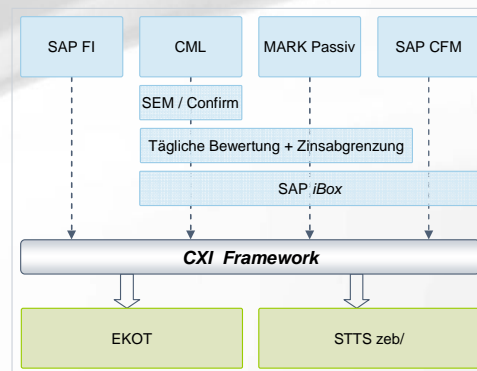 SAP FI
CML
MARK Passiv
SAP CFM
SEM / Confirm
Tägliche Bewertung + Zinsabgrenzung
SAP iBox
CXI Framework
EKOT
STTS zeb/